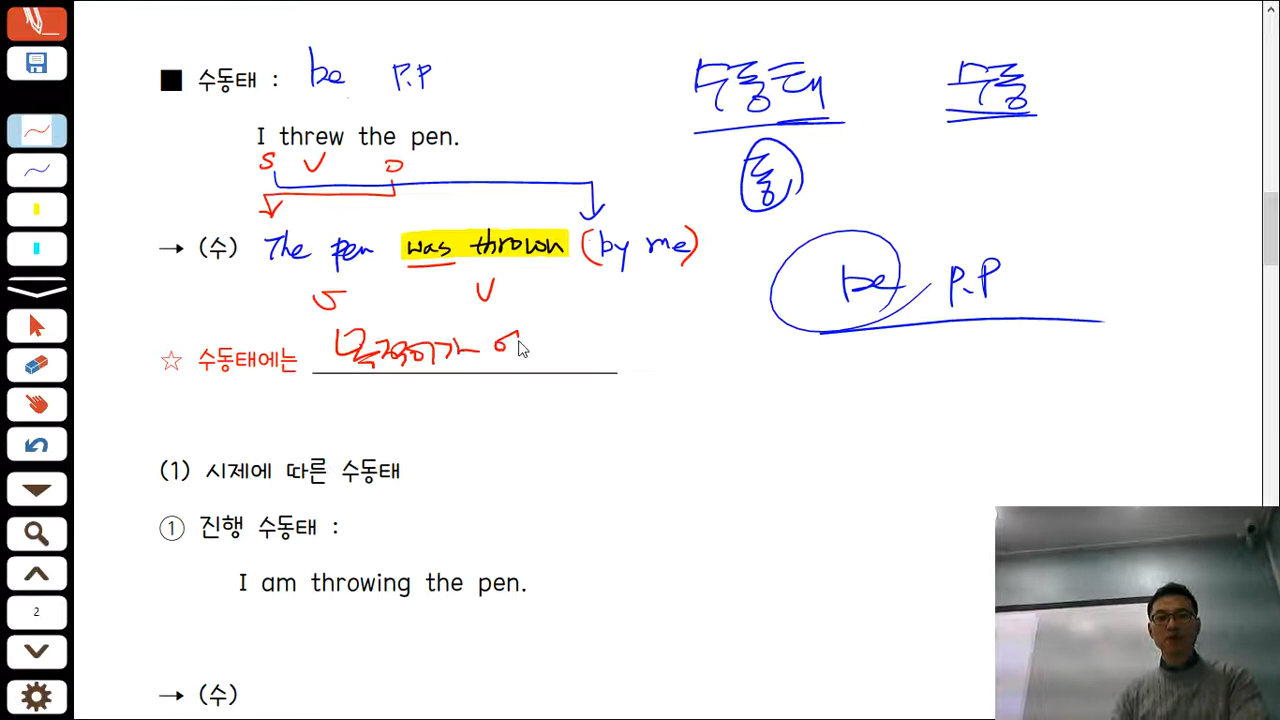 ■ 수동태 : be P.P 수동태 수동
I threw the pen.
S V O
동
→ (수) The pen was thrown (by me)
be P.P
S V
☆ 수동태에는 목적어가
(1) 시제에 따른 수동태
① 진행 수동태 :
I am throwing the pen.
→ (수)
2